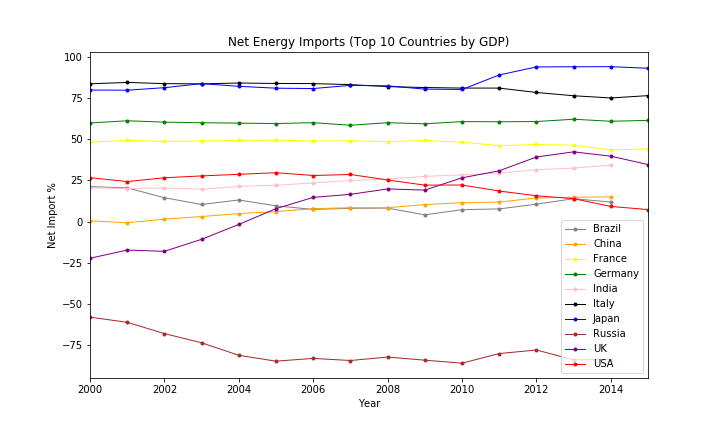 Net Energy Imports (Top 10 Countries by GDP)
100
75
50
25
0
−25
−50
−75
Net Import %
2000
2002
2004
2006
2008
2010
2012
2014
Year
Brazil
China
France
Germany
India
Italy
Japan
Russia
UK
USA